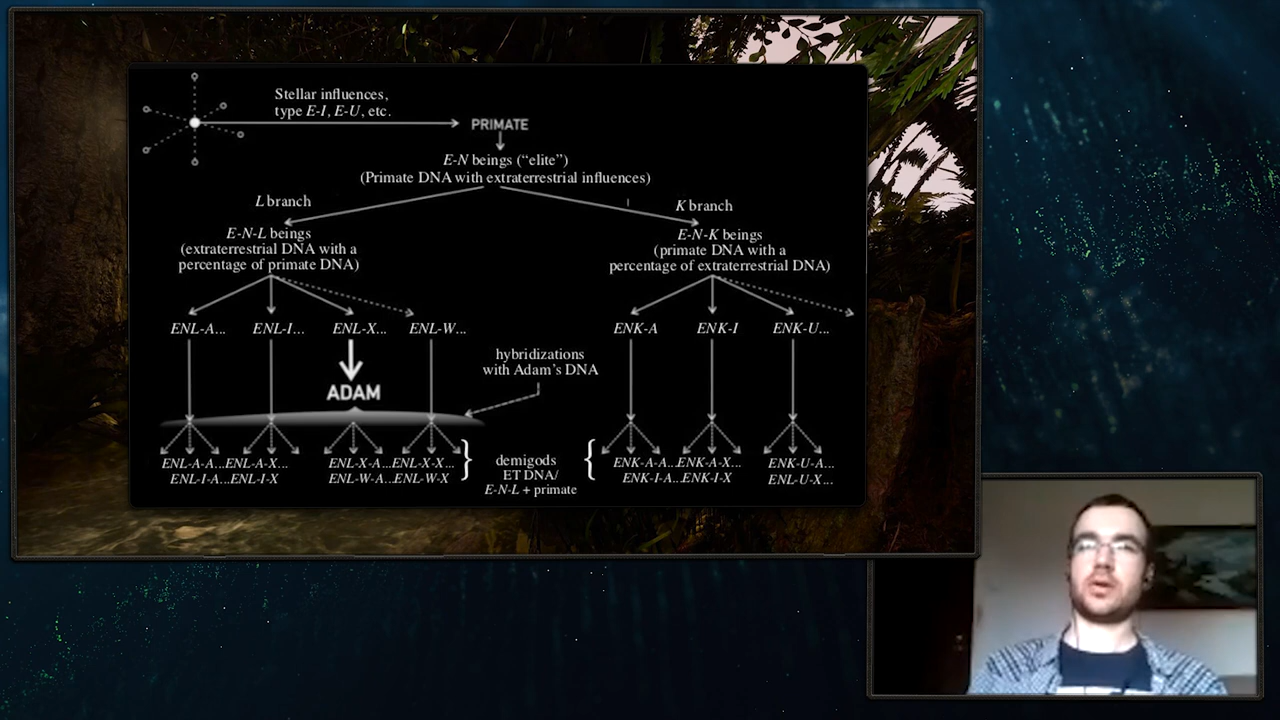 Stellar influences,
type E-I, E-U, etc.
PRIMATE
E-N beings (“elite”)
(Primate DNA with extraterrestrial influences)
L branch
K branch
E-N-L beings
(extraterrestrial DNA with a
percentage of primate DNA)
E-N-K beings
(primate DNA with a
percentage of extraterrestrial DNA)
ENL-A... ENL-I... ENL-X... ENL-W...
ENK-A ENK-I ENK-U...
hybridizations
with Adam’s DNA
ADAM
ENL-A-A...ENL-A-X...
ENL-I-A...ENL-I-X
ENL-X-A...ENL-X-X...
ENL-W-A...ENL-W-X
demigods
ET DNA/
E-N-L + primate
ENK-A-A...ENK-A-X...
ENK-I-A...ENK-I-X
ENK-U-A...
ENL-U-X...